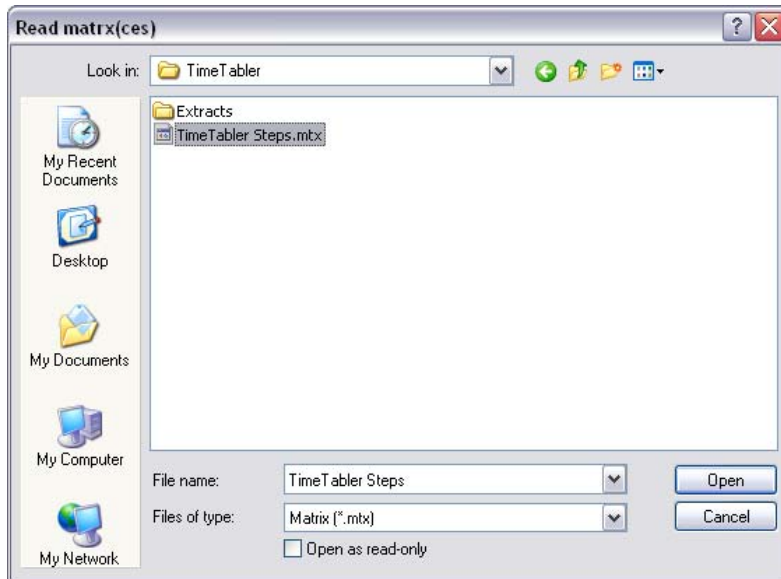 Read matrx(ces)
Look in:
TimeTabler
My Recent
Documents
Desktop
My Documents
My Computer
My Network
Extracts
TimeTabler Steps.mtx
File name:
TimeTabler Steps
Open
Files of type:
Matrix (*.mtx)
Cancel
Open as read-only